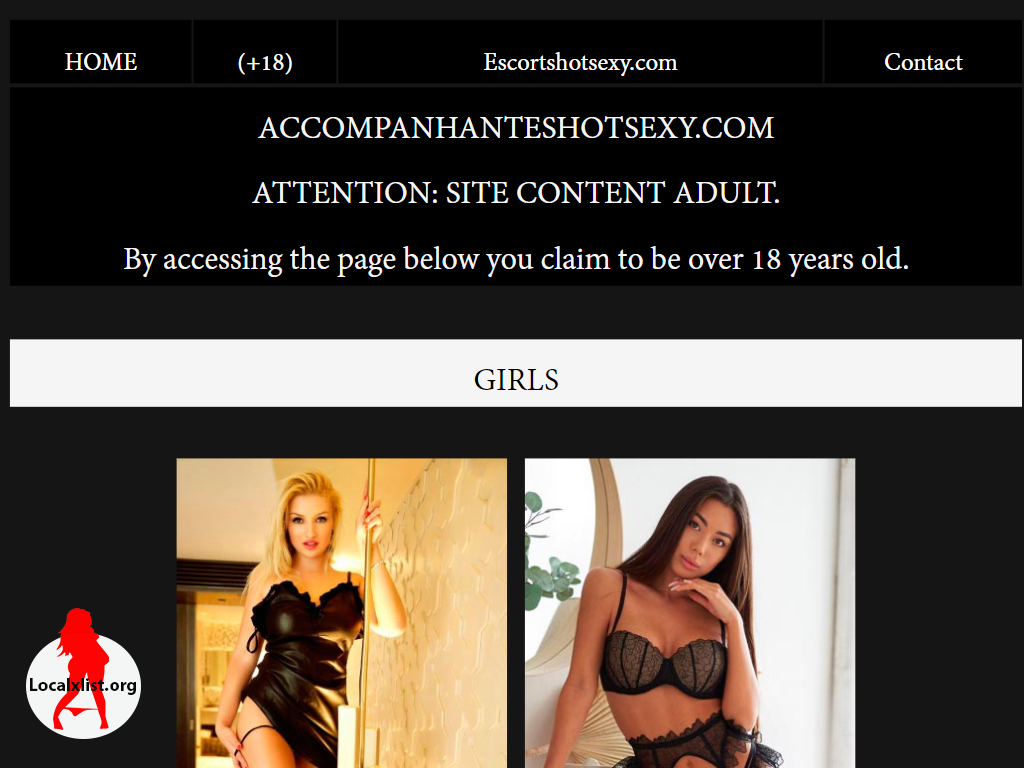 HOME
(+18)
Escortshotsexy.com
Contact
ACCOMPANHANTESHOTSEXY.COM
ATTENTION: SITE CONTENT ADULT.
By accessing the page below you claim to be over 18 years old.
GIRLS
Localxlist.org